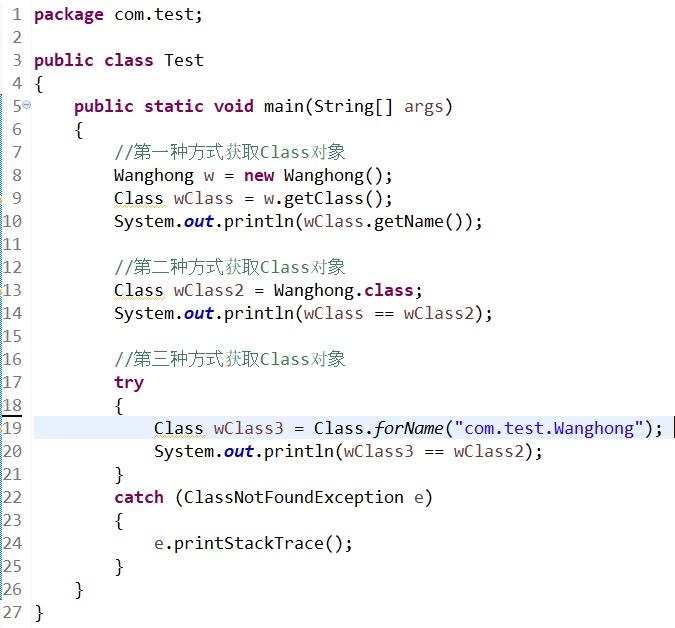 1 package com.test;
2
3 public class Test
4 {
5 public static void main(String[] args)
6 {
7 //第一种方式获取Class对象
8 Wanghong w = new Wanghong();
9 Class wClass = w.getClass();
10 System.out.println(wClass.getName());
11
12 //第二种方式获取Class对象
13 Class wClass2 = Wanghong.class;
14 System.out.println(wClass == wClass2);
15
16 //第三种方式获取Class对象
17 try
18 {
19 Class wClass3 = Class.forName("com.test.Wanghong");
20 System.out.println(wClass3 == wClass2);
21 }
22 catch (ClassNotFoundException e)
23 {
24 e.printStackTrace();
25 }
26 }
27 }